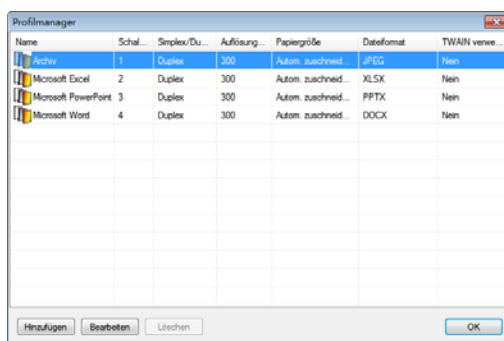 Profilmanager
Name Schal... Simplex/Du... Auflösung... Papiergröße Dateiformat TWAIN verwe...
Archiv 1 Duplex 300 Autom. zuschneid... JPEG Nein
Microsoft Excel 2 Duplex 300 Autom. zuschneid... XLSX Nein
Microsoft PowerPoint 3 Duplex 300 Autom. zuschneid... PPTX Nein
Microsoft Word 4 Duplex 300 Autom. zuschneid... DOCX Nein
Hinzufügen Bearbeiten Löschen OK